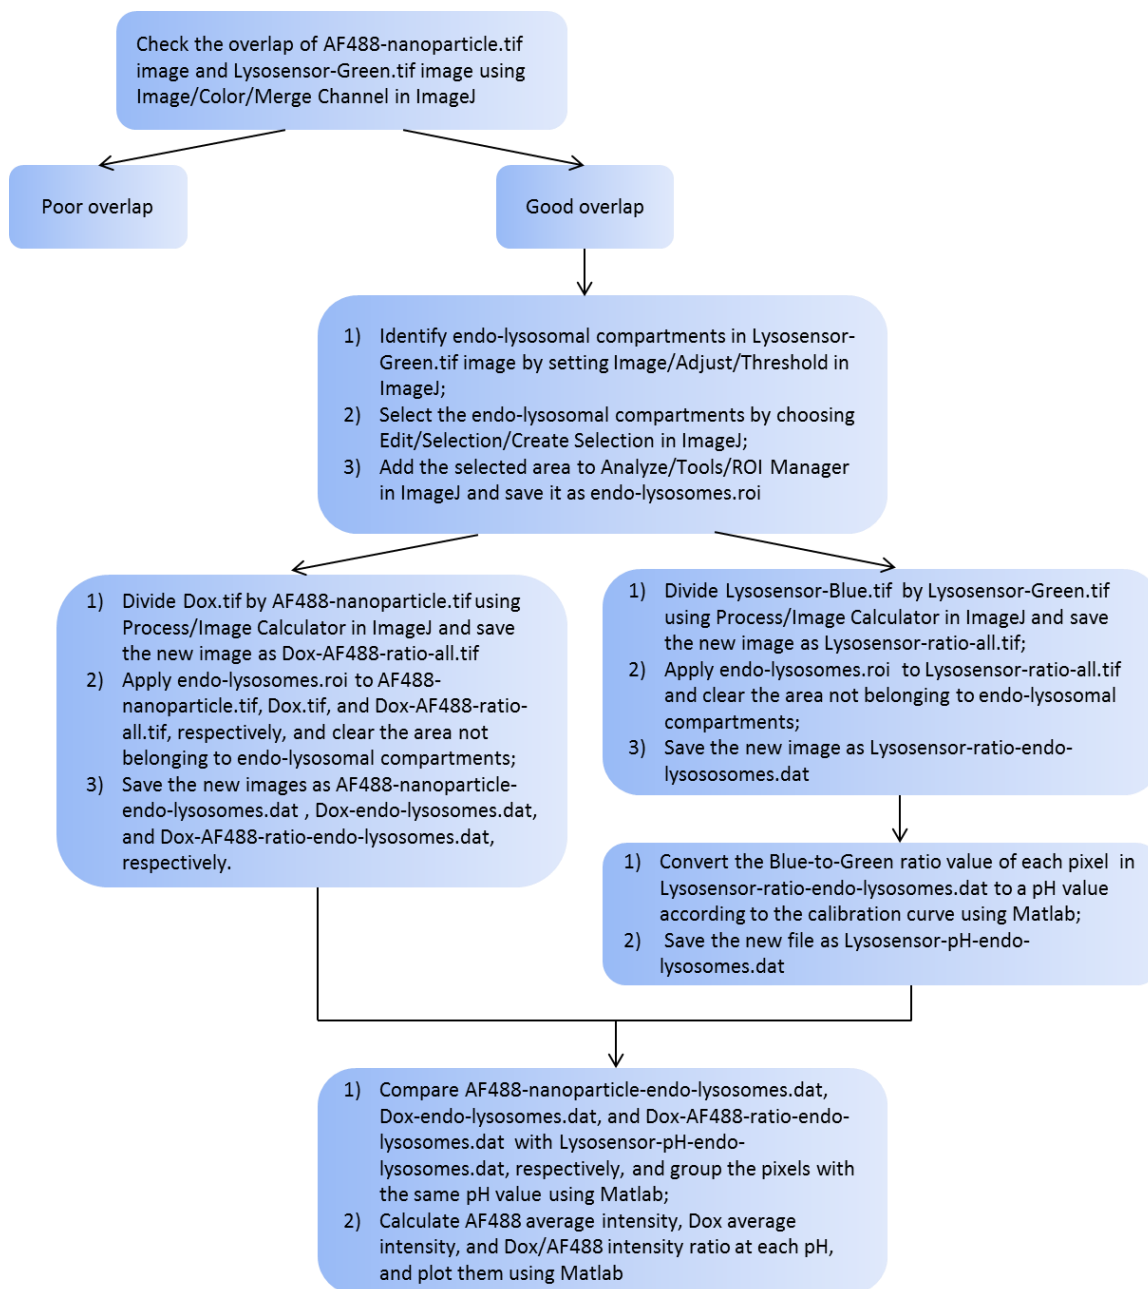 Check the overlap of AF488-nanoparticle.tif
image and Lysosensor-Green.tif image using
Image/Color/Merge Channel in ImageJ
Poor overlap
Good overlap
1) Identify endo-lysosomal compartments in Lysosensor-
Green.tif image by setting Image/Adjust/Threshold in
ImageJ;
2) Select the endo-lysosomal compartments by choosing
Edit/Selection/Create Selection in ImageJ;
3) Add the selected area to Analyze/Tools/ROI Manager
in ImageJ and save it as endo-lysosomes.roi
1) Divide Dox.tif by AF488-nanoparticle.tif using
Process/Image Calculator in ImageJ and save
the new image as Dox-AF488-ratio-all.tif
2) Apply endo-lysosomes.roi to AF488-
nanoparticle.tif, Dox.tif, and Dox-AF488-ratio-
all.tif, respectively, and clear the area not
belonging to endo-lysosomal compartments;
3) Save the new images as AF488-nanoparticle-
endo-lysosomes.dat , Dox-endo-lysosomes.dat,
and Dox-AF488-ratio-endo-lysosomes.dat,
respectively.
1) Divide Lysosensor-Blue.tif by Lysosensor-Green.tif
using Process/Image Calculator in ImageJ and save
the new image as Lysosensor-ratio-all.tif;
2) Apply endo-lysosomes.roi to Lysosensor-ratio-all.tif
and clear the area not belonging to endo-lysosomal
compartments;
3) Save the new image as Lysosensor-ratio-endo-
lysososomes.dat
1) Convert the Blue-to-Green ratio value of each pixel in
Lysosensor-ratio-endo-lysosomes.dat to a pH value
according to the calibration curve using Matlab;
2) Save the new file as Lysosensor-pH-endo-
lysosomes.dat
1) Compare AF488-nanoparticle-endo-lysosomes.dat,
Dox-endo-lysosomes.dat, and Dox-AF488-ratio-endo-
lysosomes.dat with Lysosensor-pH-endo-
lysosomes.dat, respectively, and group the pixels with
the same pH value using Matlab;
2) Calculate AF488 average intensity, Dox average
intensity, and Dox/AF488 intensity ratio at each pH,
and plot them using Matlab